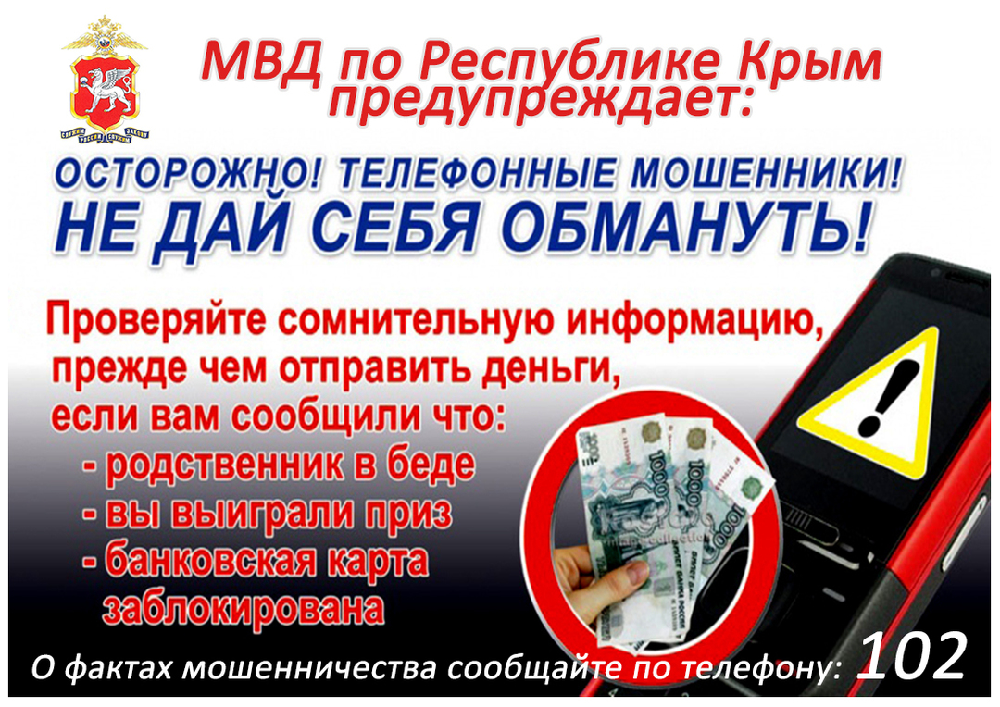 МВД по Республике Крым
предупреждает:
СЛУЖИМ РОССИИ СЛУЖИМ ЗАКОНУ
ОСТОРОЖНО! ТЕЛЕФОННЫЕ МОШЕННИКИ!
НЕ ДАЙ СЕБЯ ОБМАНУТЬ!
Проверяйте сомнительную информацию,
прежде чем отправить деньги,
если вам сообщили что:
- родственник в беде
- вы выиграли приз
- банковская карта
заблокирована
1000
1000
1000
БИЛЕТ БАНКА РОССИИ
О фактах мошенничества сообщайте по телефону: 102